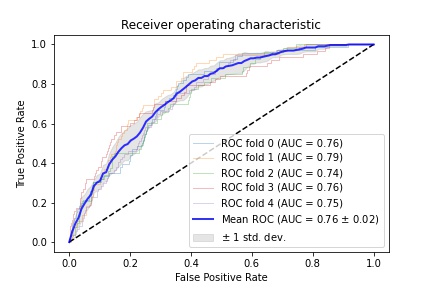 Receiver operating characteristic
True Positive Rate
1.0
0.8
0.6
0.4
0.2
0.0
ROC fold 0 (AUC = 0.76)
ROC fold 1 (AUC = 0.79)
ROC fold 2 (AUC = 0.74)
ROC fold 3 (AUC = 0.76)
ROC fold 4 (AUC = 0.75)
Mean ROC (AUC = 0.76 ± 0.02)
± 1 std. dev.
0.0 0.2 0.4 0.6 0.8 1.0
False Positive Rate